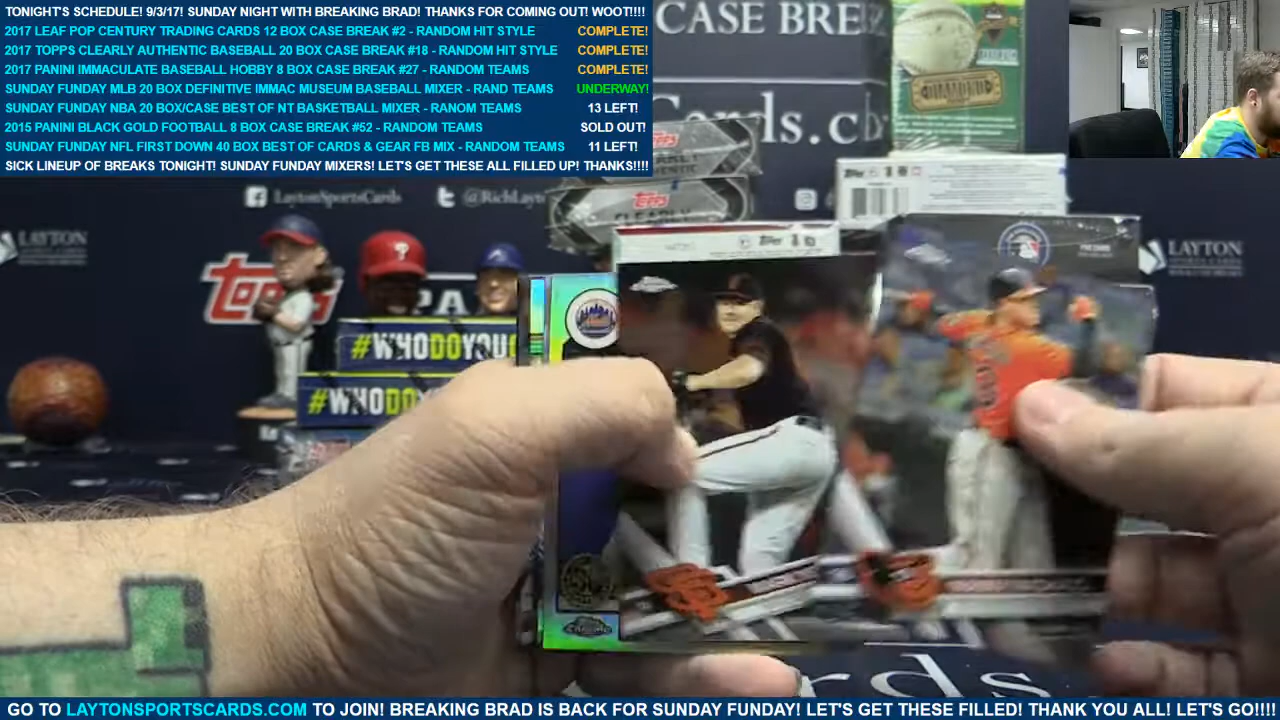 TONIGHT'S SCHEDULE! 9/3/17! SUNDAY NIGHT WITH BREAKING BRAD! THANKS FOR COMING OUT! WOOT!!!!
2017 LEAF POP CENTURY TRADING CARDS 12 BOX CASE BREAK #2 - RANDOM HIT STYLE COMPLETE!
2017 TOPPS CLEARLY AUTHENTIC BASEBALL 20 BOX CASE BREAK #18 - RANDOM HIT STYLE COMPLETE!
2017 PANINI IMMACULATE BASEBALL HOBBY 8 BOX CASE BREAK #27 - RANDOM TEAMS COMPLETE!
SUNDAY FUNDAY MLB 20 BOX DEFINITIVE IMMAC MUSEUM BASEBALL MIXER - RAND TEAMS UNDERWAY!
SUNDAY FUNDAY NBA 20 BOX/CASE BEST OF NT BASKETBALL MIXER - RANOM TEAMS 13 LEFT!
2015 PANINI BLACK GOLD FOOTBALL 8 BOX CASE BREAK #52 - RANDOM TEAMS SOLD OUT!
SUNDAY FUNDAY NFL FIRST DOWN 40 BOX BEST OF CARDS & GEAR FB MIX - RANDOM TEAMS 11 LEFT!
SICK LINEUP OF BREAKS TONIGHT! SUNDAY FUNDAY MIXERS! LET'S GET THESE ALL FILLED UP! THANKS!!!!
CASE BREAK
Cards.c
DIAMOND
Topps
CLEARLY
LaytonSportsCards
@RichLayto
LAYTON
LAYTON
Topps
Topps
PA
#WHODOYOU
#WHODO
Chrome
rds
GO TO LAYTONSPORTSCARDS.COM TO JOIN! BREAKING BRAD IS BACK FOR SUNDAY FUNDAY! LET'S GET THESE FILLED! THANK YOU ALL! LET'S GO!!!!